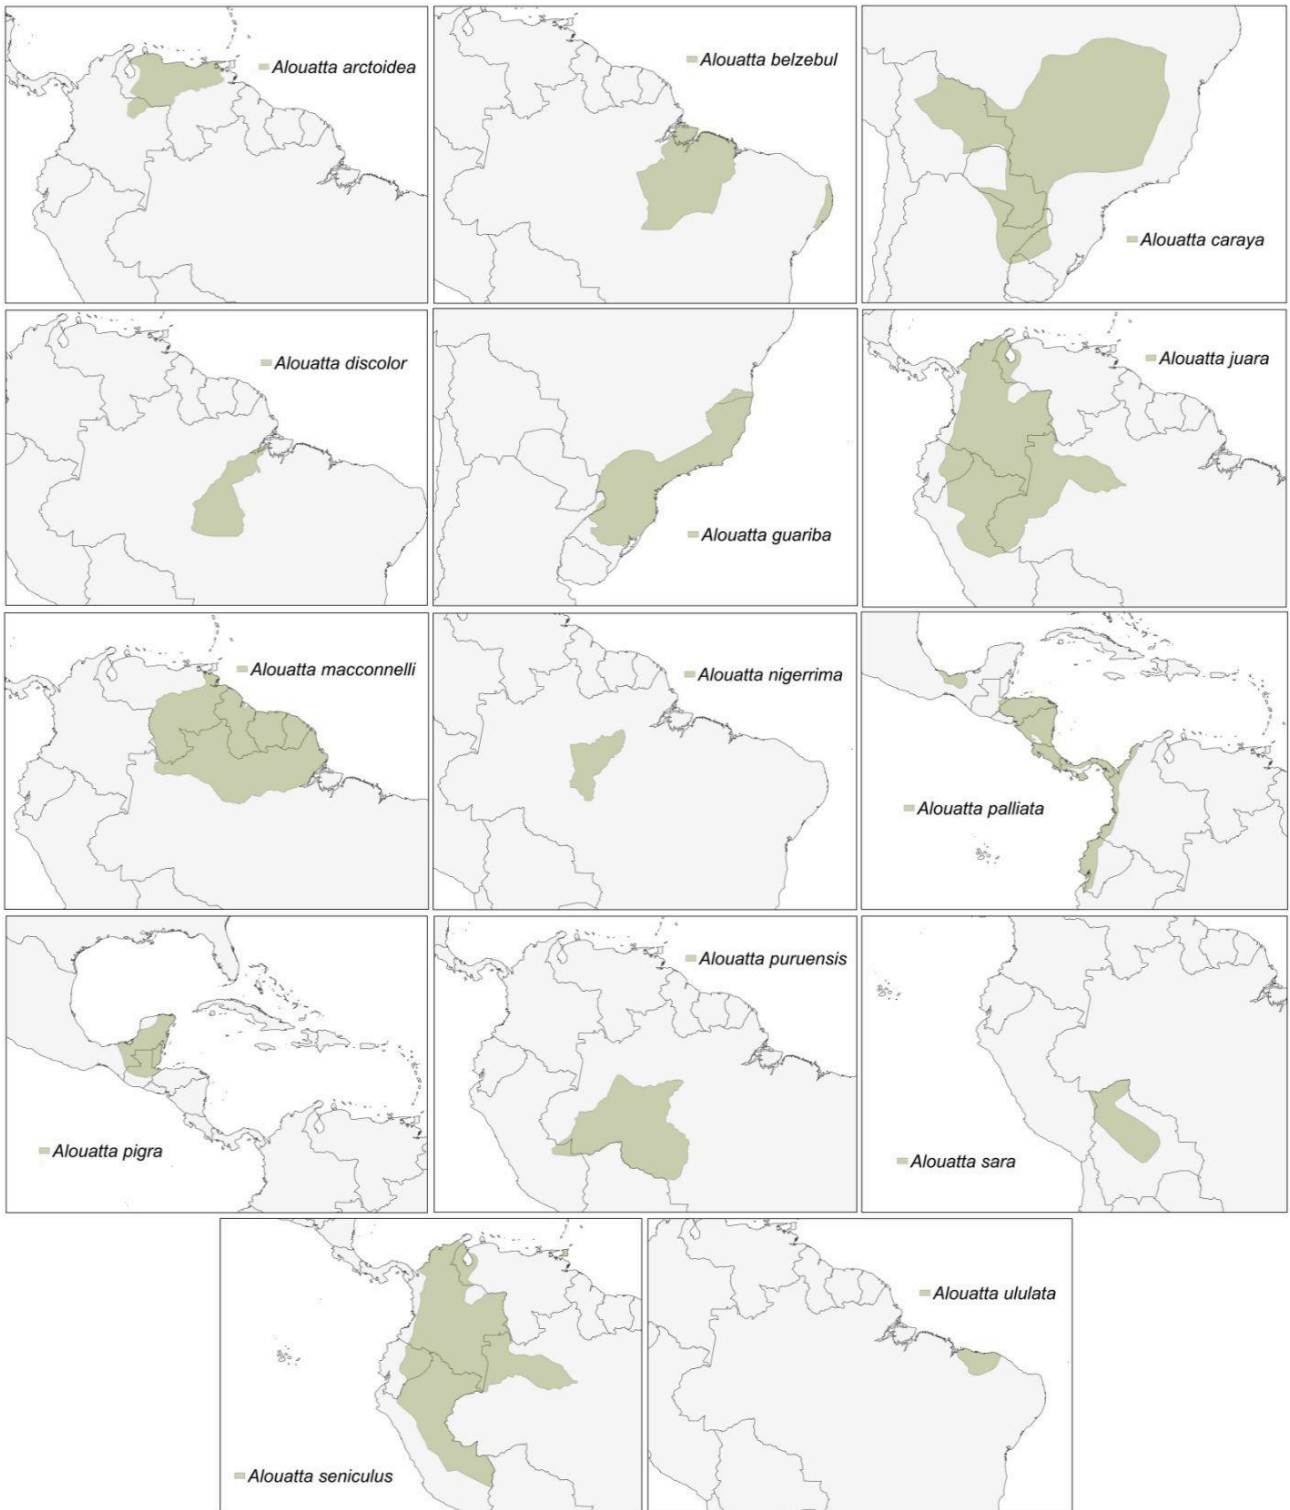 Alouatta arctoidea
Alouatta belzebul
Alouatta caraya
Alouatta discolor
Alouatta guariba
Alouatta juara
Alouatta macconnelli
Alouatta nigerrima
Alouatta palliata
Alouatta pigra
Alouatta puruensis
Alouatta sara
Alouatta seniculus
Alouatta ululata